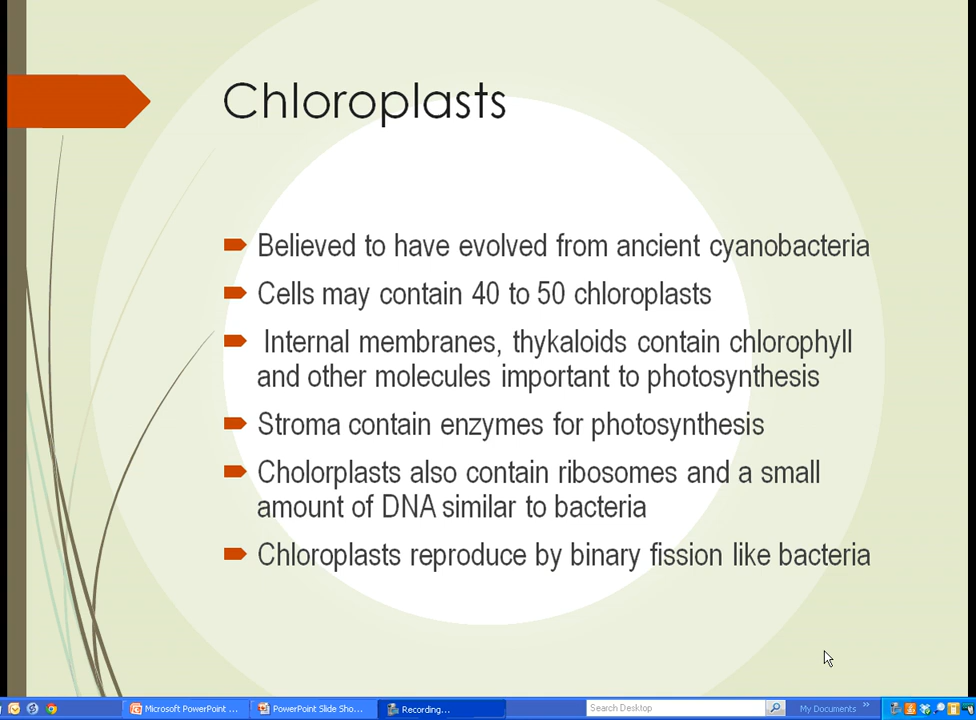 Chloroplasts
Believed to have evolved from ancient cyanobacteria
Cells may contain 40 to 50 chloroplasts
Internal membranes, thykaloids contain chlorophyll
and other molecules important to photosynthesis
Stroma contain enzymes for photosynthesis
Cholorplasts also contain ribosomes and a small
amount of DNA similar to bacteria
Chloroplasts reproduce by binary fission like bacteria
Microsoft PowerPoint ... PowerPoint Slide Sho... Recording... Search Desktop My Documents »